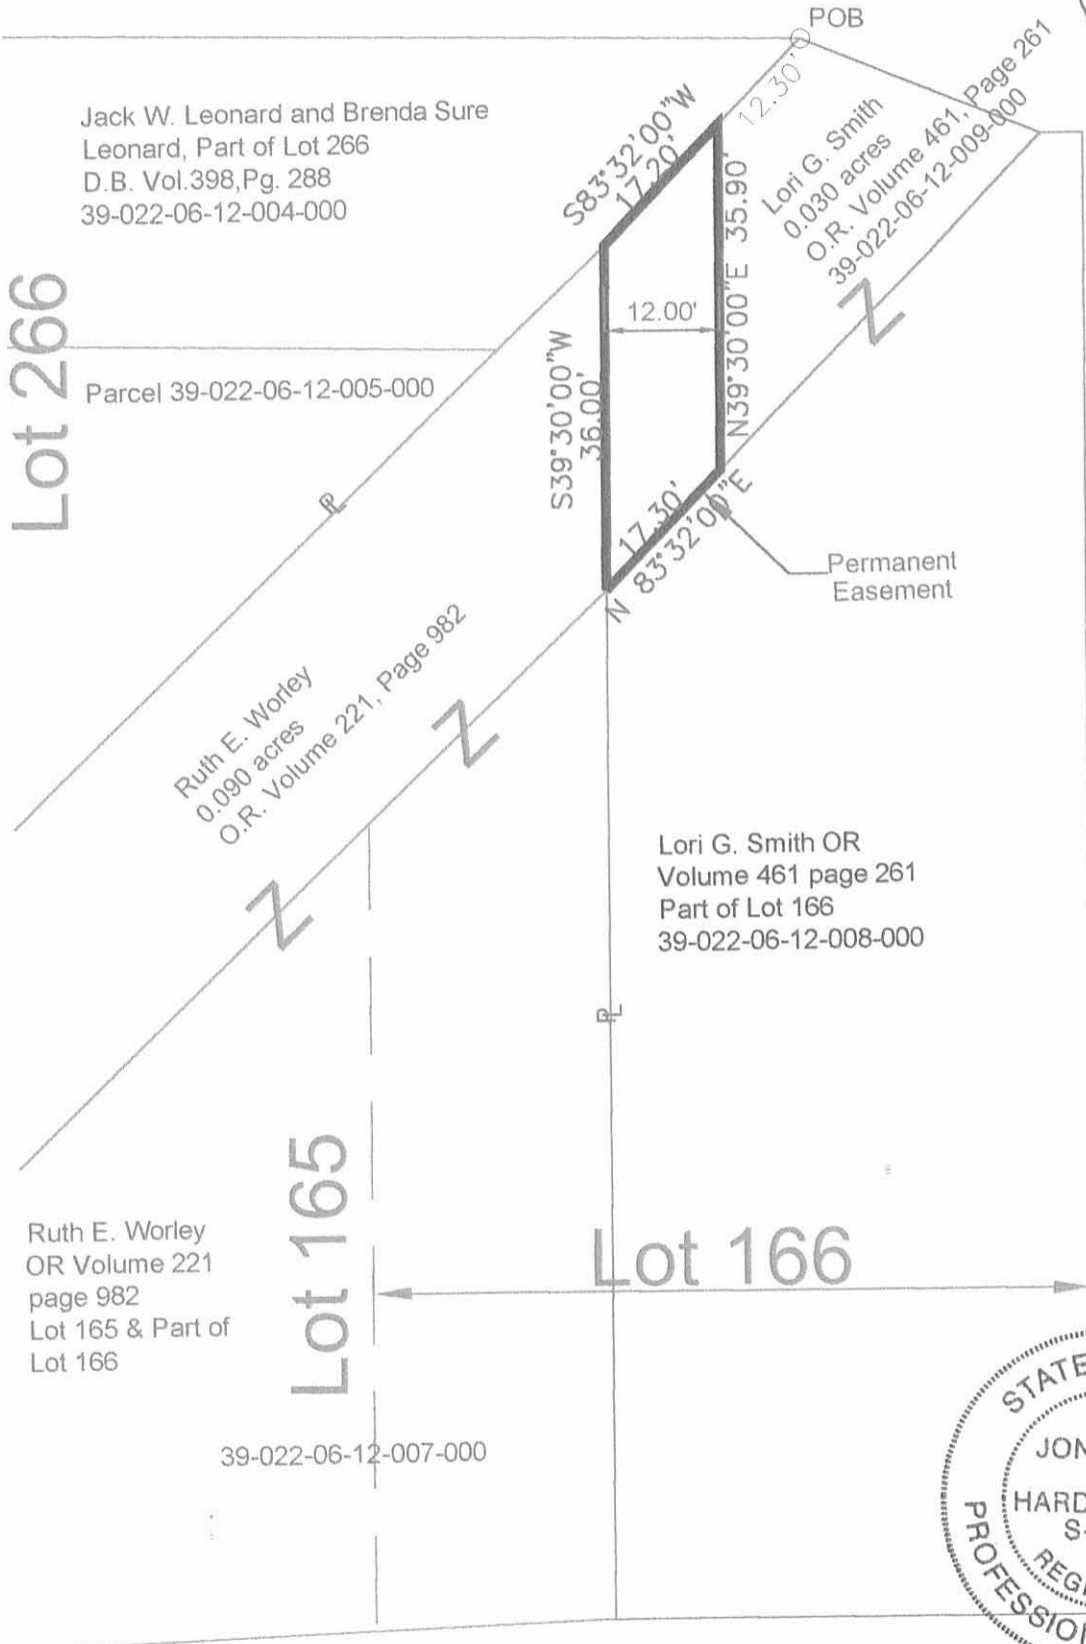 POB
12.30'
Jack W. Leonard and Brenda Sure
Leonard, Part of Lot 266
D.B. Vol.398,Pg. 288
39-022-06-12-004-000
S83°32'00"W
17.20'
Lori G. Smith
0.030 acres
O.R. Volume 461, Page 261
39-022-06-12-009-000
N39°30'00"E 35.90'
12.00'
S39°30'00"W
36.00'
Lot 266
Parcel 39-022-06-12-005-000
PL
17.30'
N 83°32'00"E
Permanent
Easement
Ruth E. Worley
0.090 acres
O.R. Volume 221, Page 982
Z
Z
Z
Lori G. Smith OR
Volume 461 page 261
Part of Lot 166
39-022-06-12-008-000
PL
Lot 165
Lot 166
Ruth E. Worley
OR Volume 221
page 982
Lot 165 & Part of
Lot 166
39-022-06-12-007-000
STATE
JON
HARD
S-
REG
PROFESSION